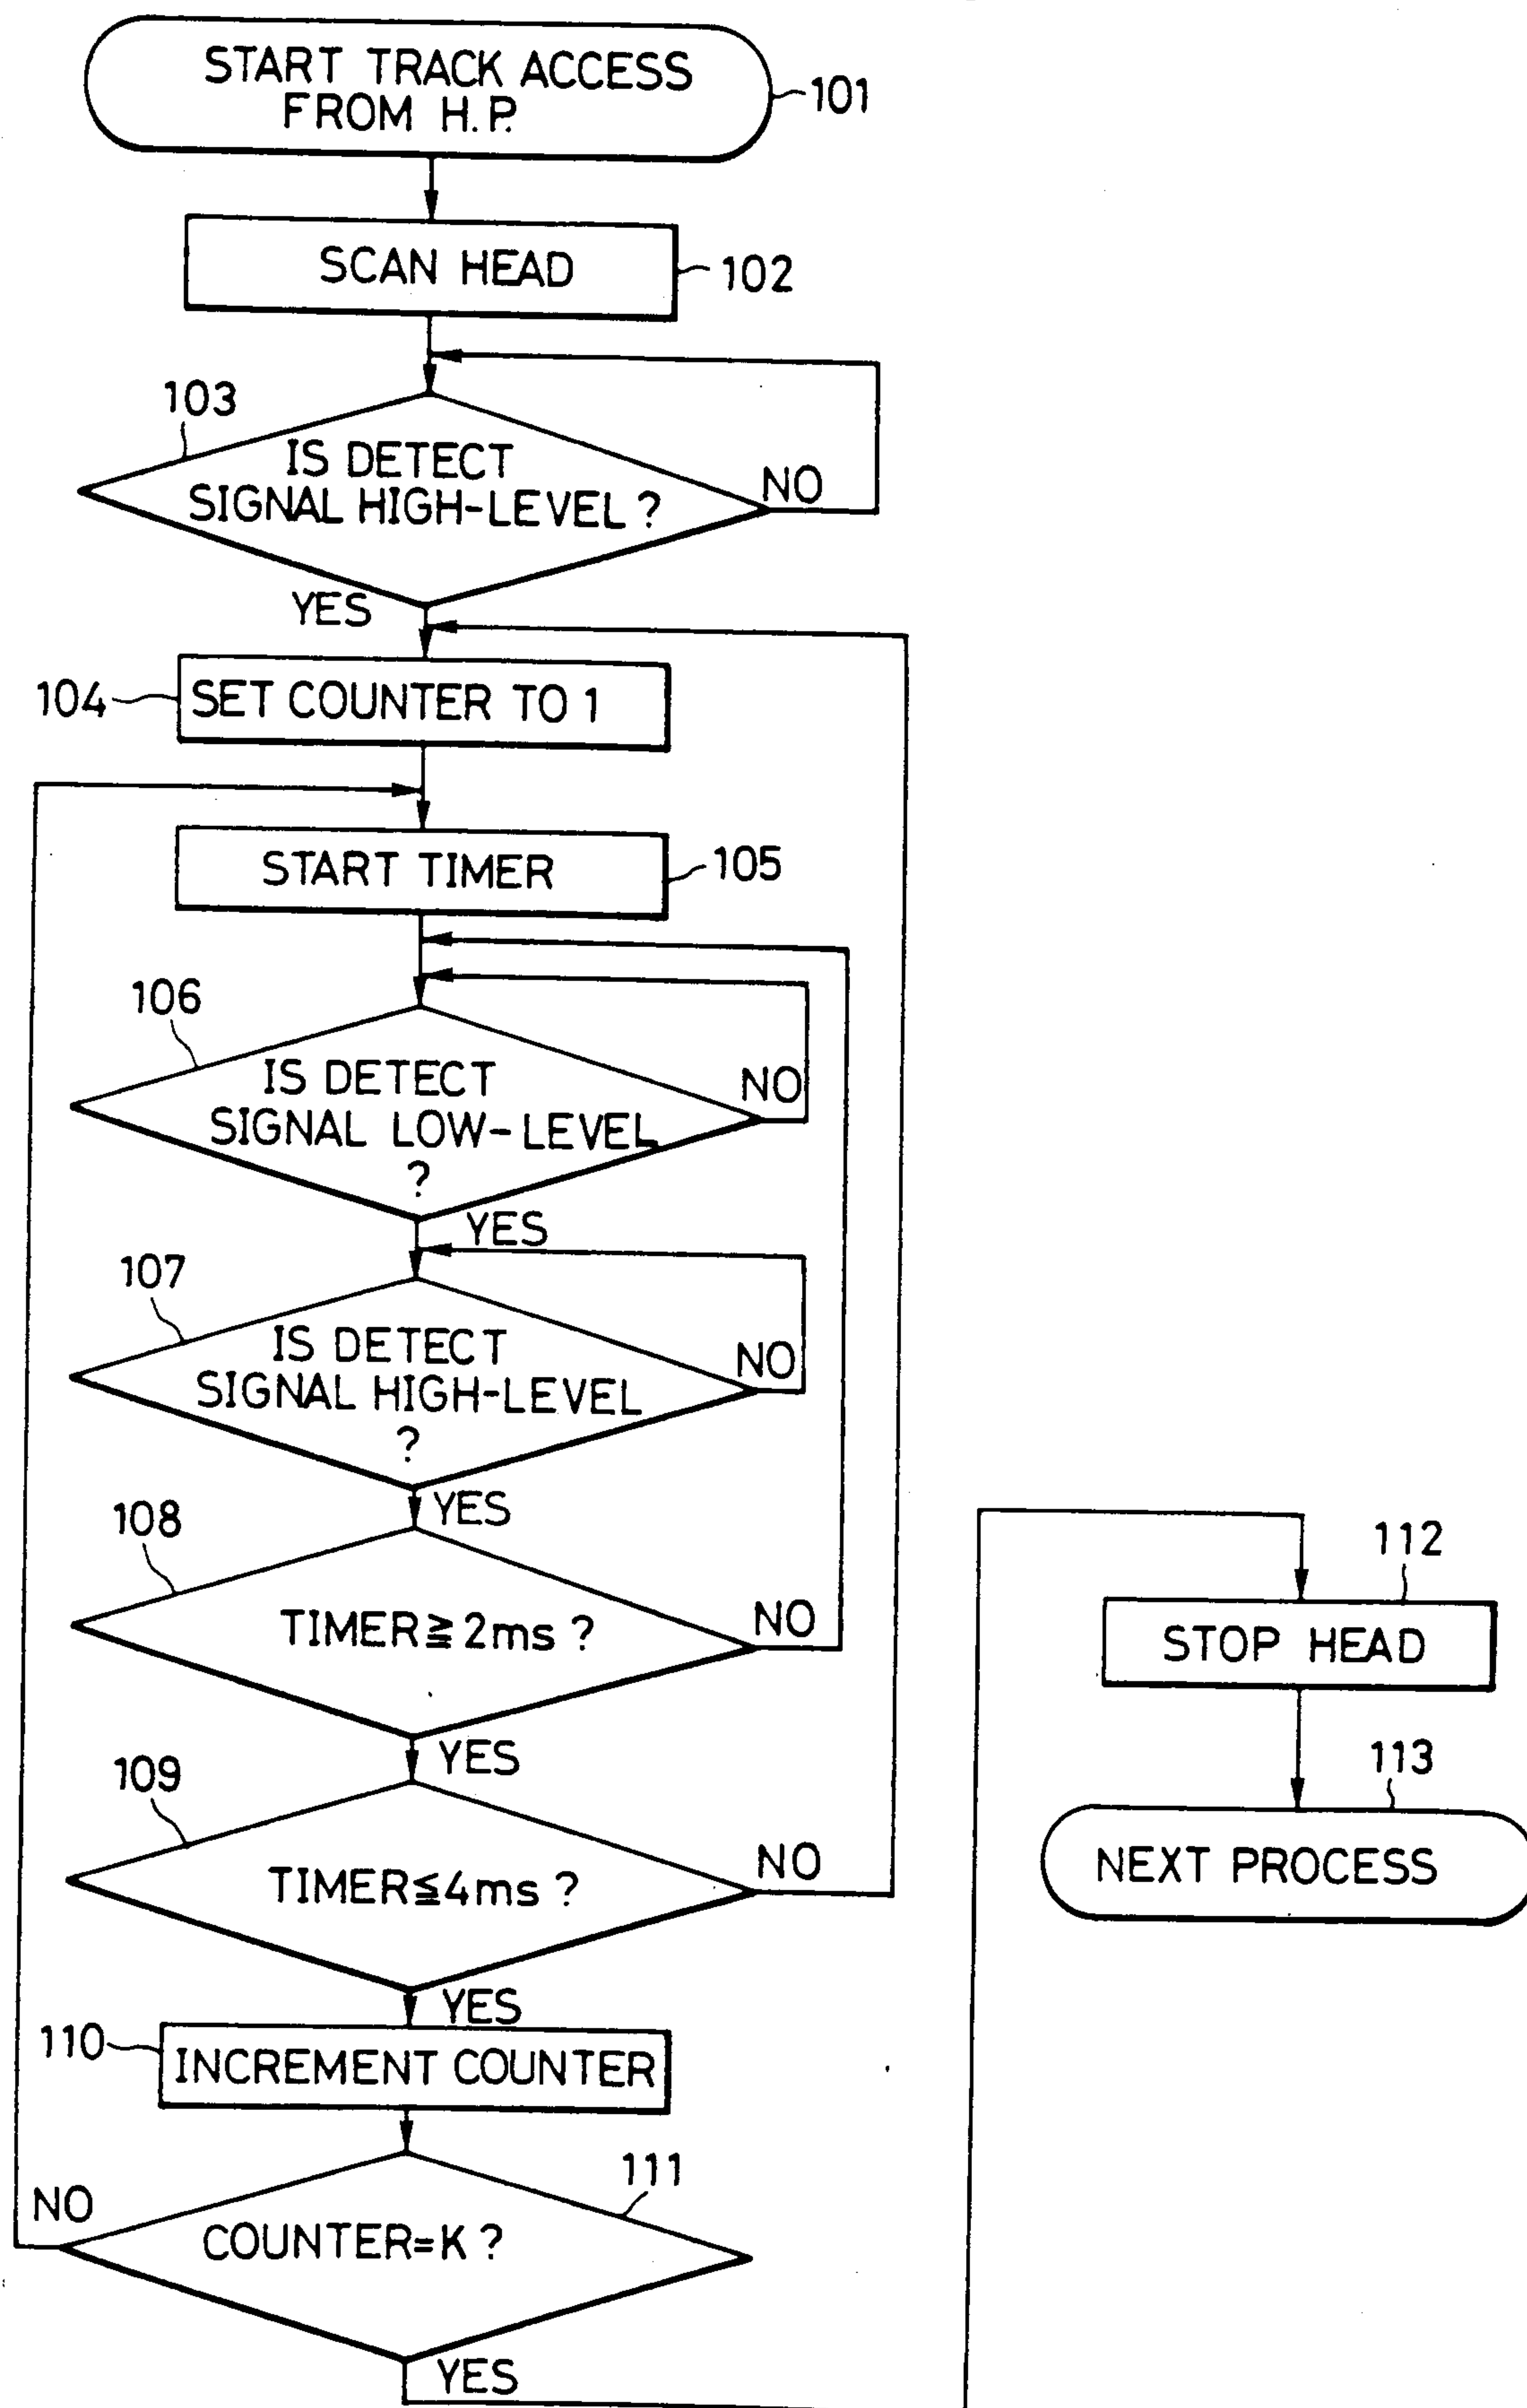 START TRACK ACCESS
FROM H.P.
101
SCAN HEAD
102
103
IS DETECT
SIGNAL HIGH-LEVEL ?
NO
YES
104
SET COUNTER TO 1
START TIMER
105
106
IS DETECT
SIGNAL LOW-LEVEL
?
NO
YES
107
IS DETECT
SIGNAL HIGH-LEVEL
?
NO
YES
108
TIMER≧2ms ?
NO
YES
109
TIMER≦4ms ?
NO
YES
110
INCREMENT COUNTER
111
COUNTER=K ?
NO
YES
112
STOP HEAD
113
NEXT PROCESS